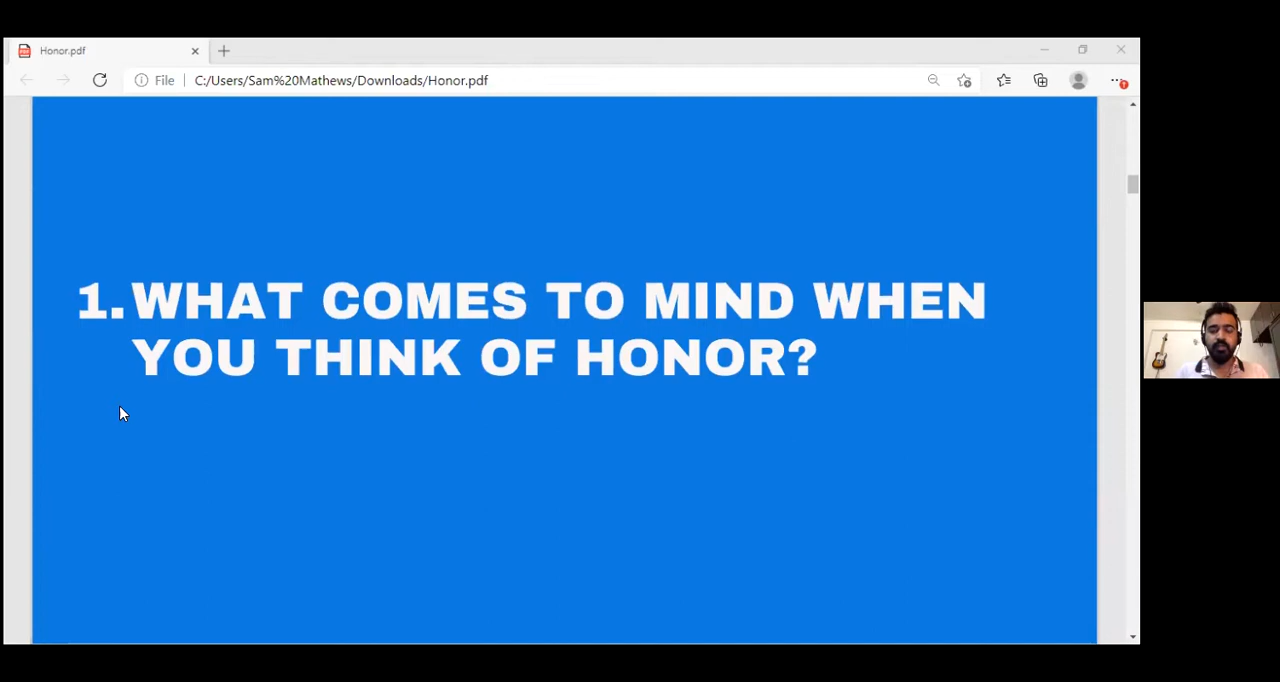 Honor.pdf
File C:/Users/Sam%20Mathews/Downloads/Honor.pdf
1. WHAT COMES TO MIND WHEN
YOU THINK OF HONOR?